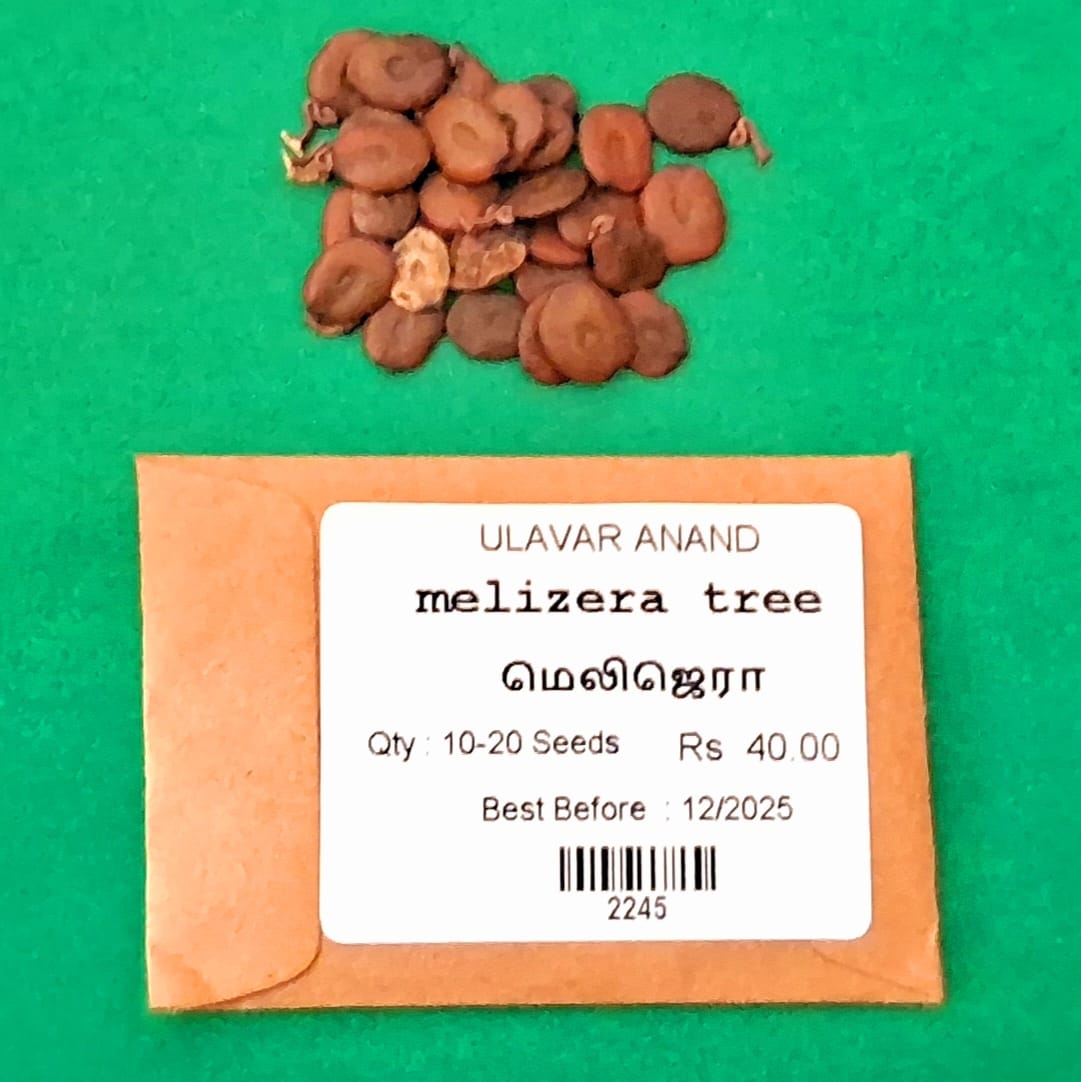 ULAVAR ANAND
melizera tree
மெலிஜெரா
Qty : 10-20 Seeds Rs 40.00
Best Before : 12/2025
2245